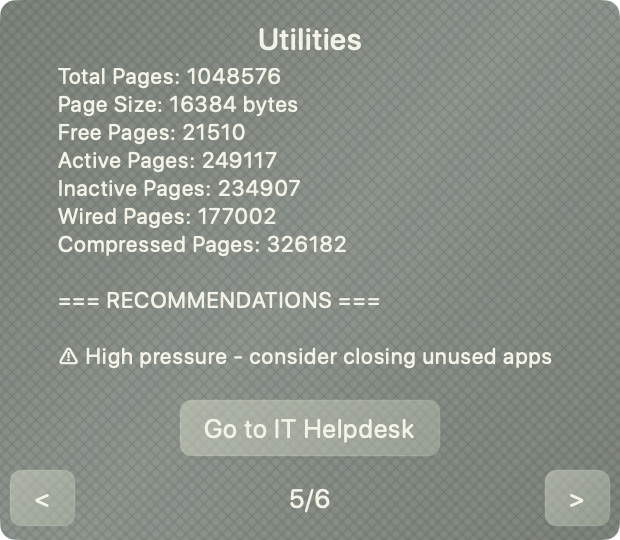 Utilities
Total Pages: 1048576
Page Size: 16384 bytes
Free Pages: 21510
Active Pages: 249117
Inactive Pages: 234907
Wired Pages: 177002
Compressed Pages: 326182
=== RECOMMENDATIONS ===
⚠ High pressure - consider closing unused apps
Go to IT Helpdesk
< 5/6 >